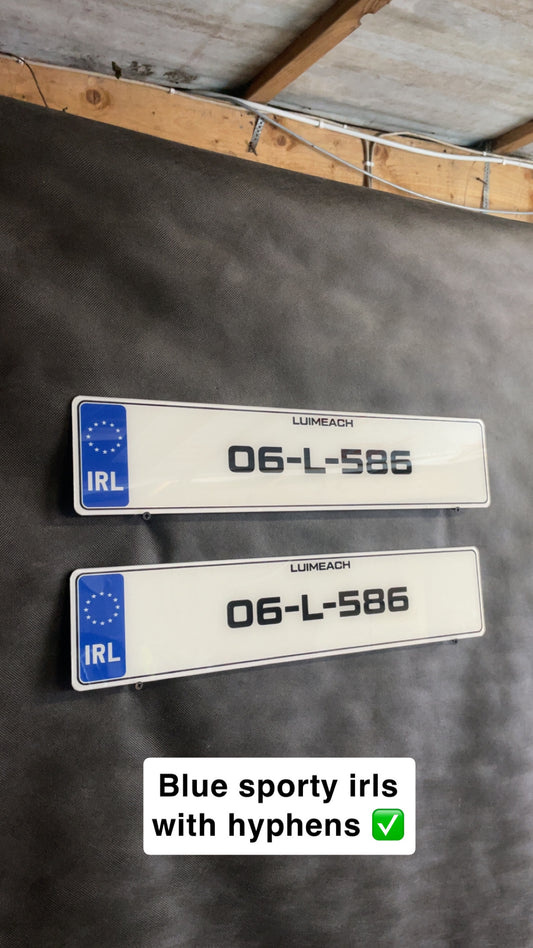 LUIMEACH
06-L-586
IRL
LUIMEACH
06-L-586
IRL
Blue sporty irls
with hyphens ✅